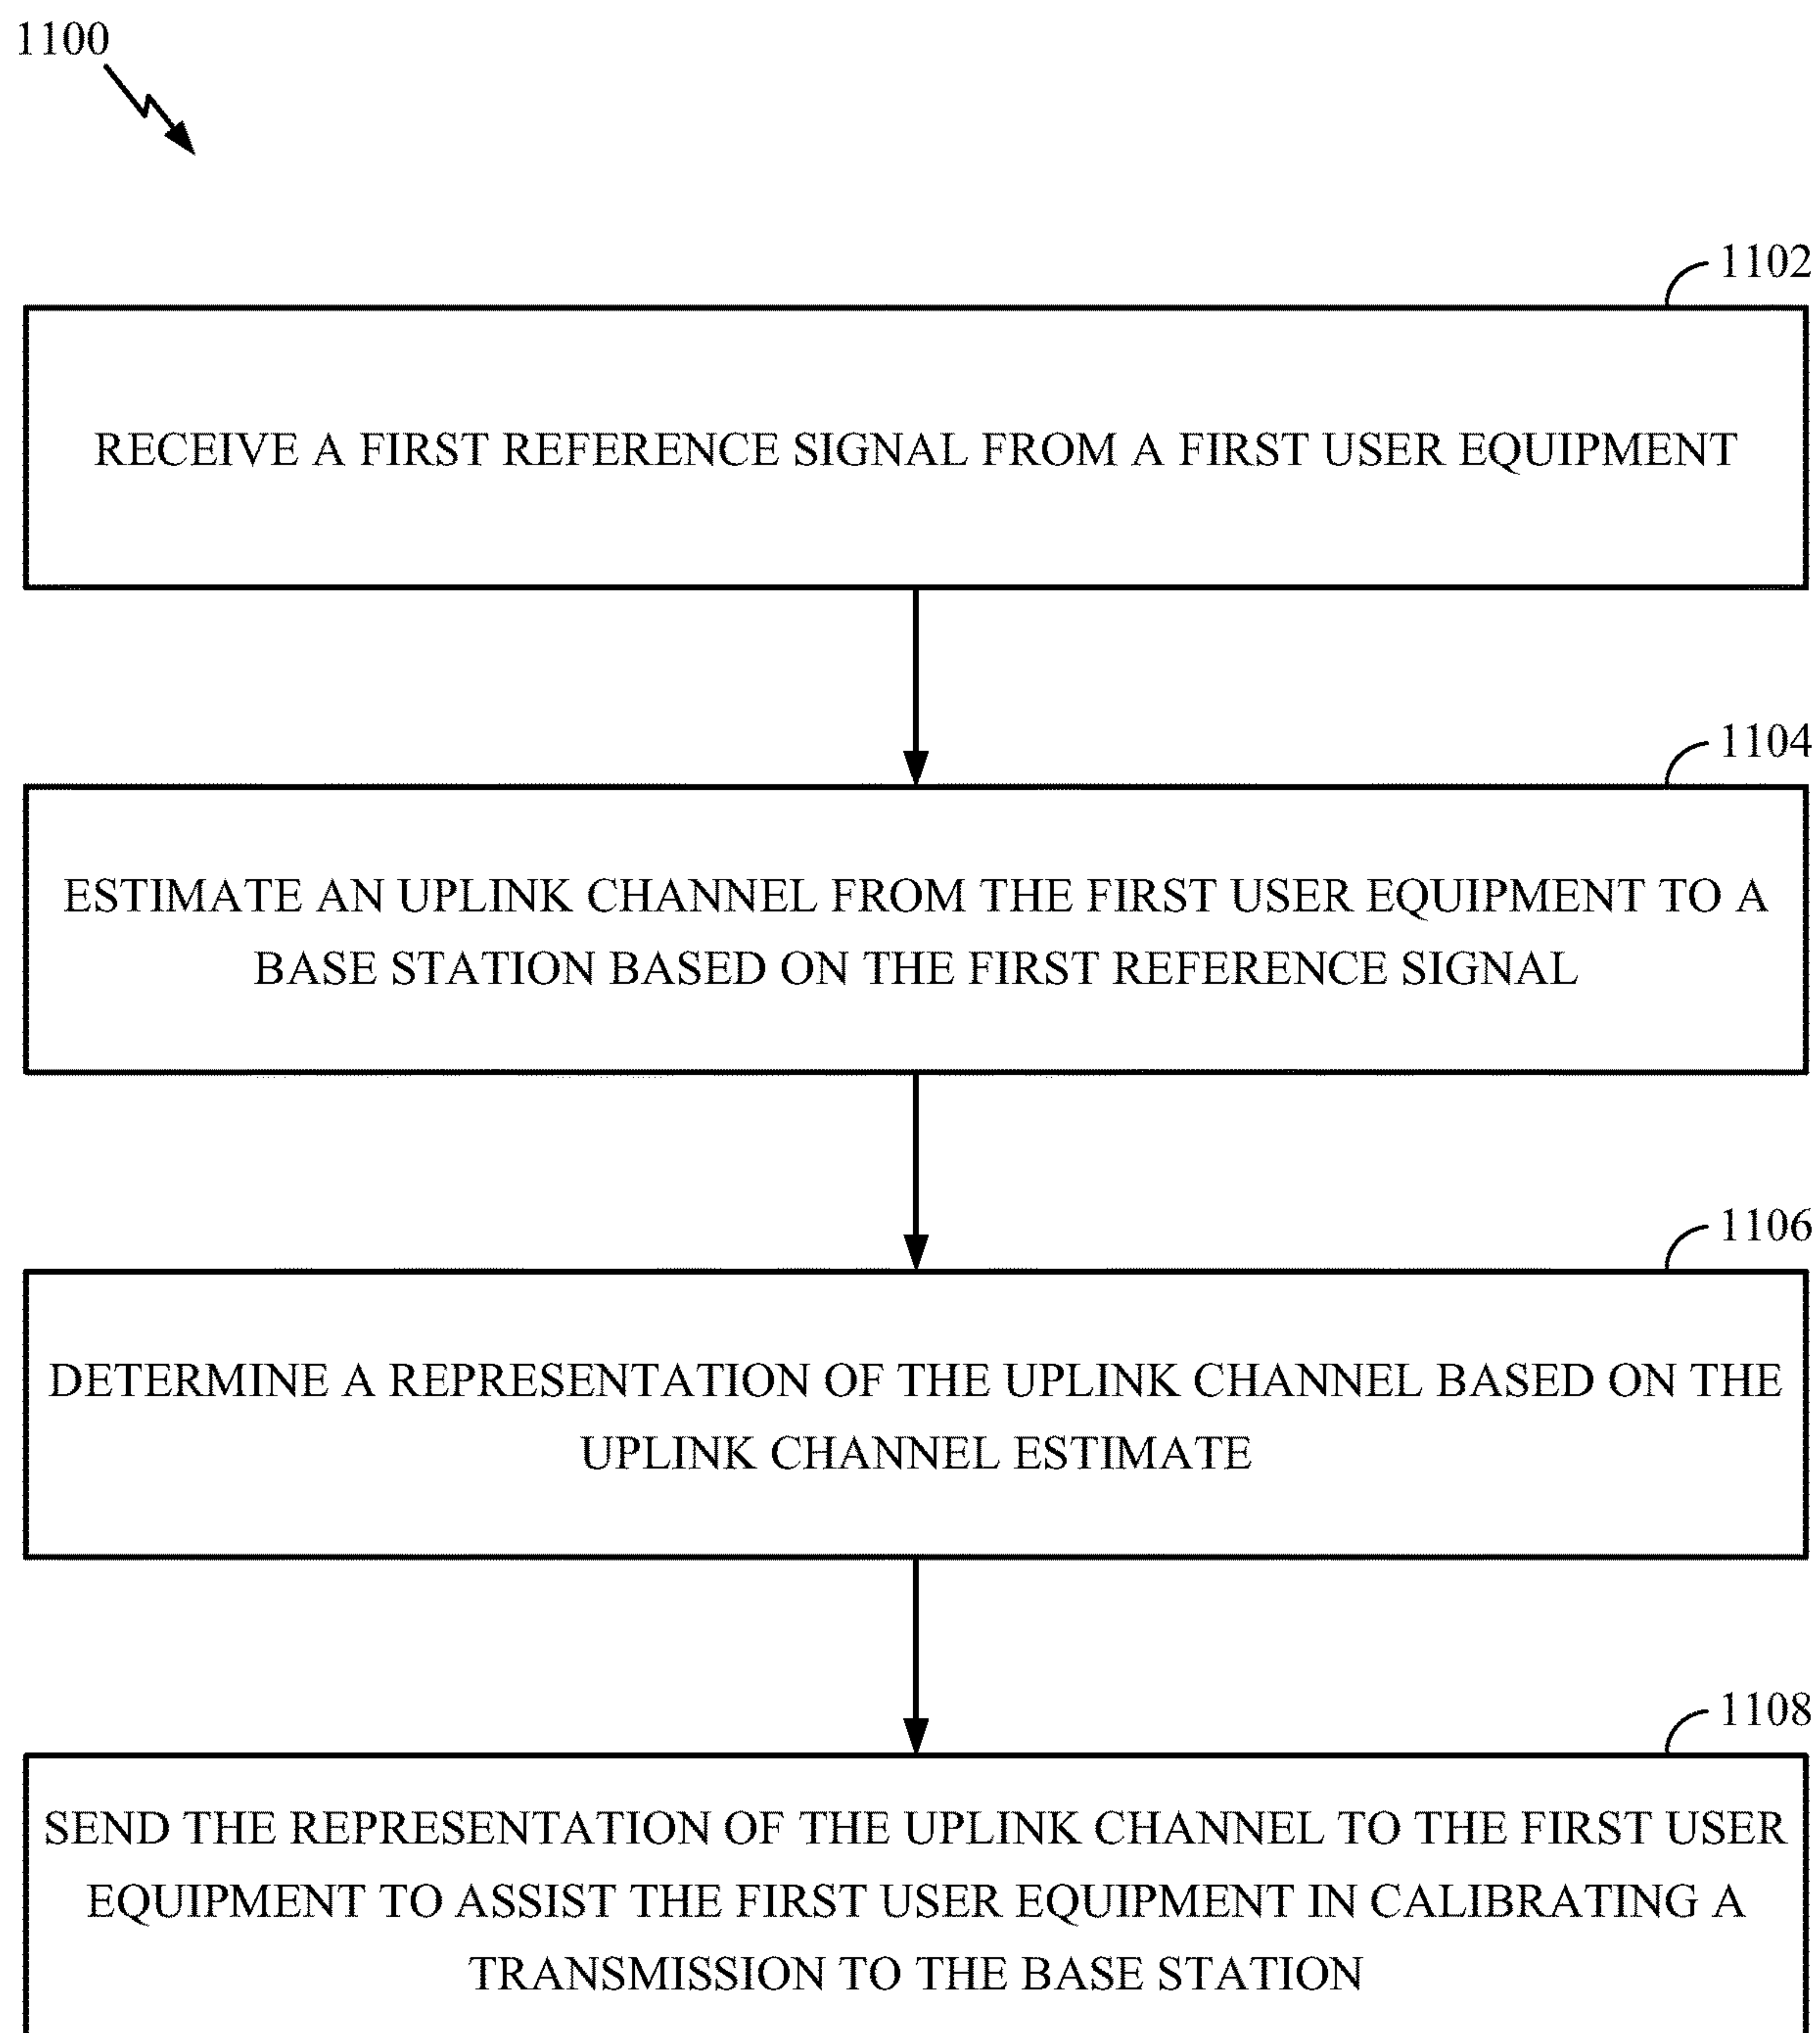 1100
1102
RECEIVE A FIRST REFERENCE SIGNAL FROM A FIRST USER EQUIPMENT
1104
ESTIMATE AN UPLINK CHANNEL FROM THE FIRST USER EQUIPMENT TO A
BASE STATION BASED ON THE FIRST REFERENCE SIGNAL
1106
DETERMINE A REPRESENTATION OF THE UPLINK CHANNEL BASED ON THE
UPLINK CHANNEL ESTIMATE
1108
SEND THE REPRESENTATION OF THE UPLINK CHANNEL TO THE FIRST USER
EQUIPMENT TO ASSIST THE FIRST USER EQUIPMENT IN CALIBRATING A
TRANSMISSION TO THE BASE STATION